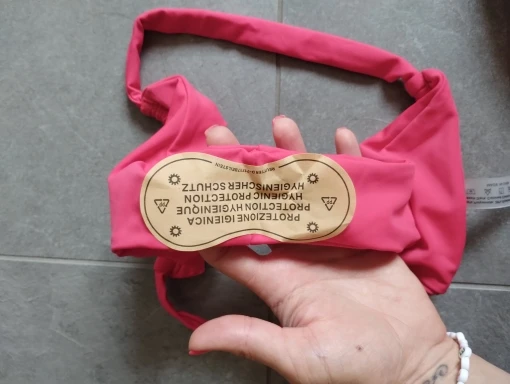 PROTEZIONE IGIENICA
PROTECTION HYGIENIQUE
HYGIENIC PROTECTION
HYGIENISCHER SCHUTZ